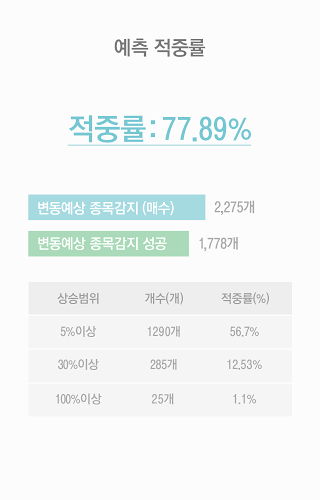 예측 적중률
적중률 : 77.89%
변동예상 종목감지 (매수) 2,275개
변동예상 종목감지 성공 1,778개
상승범위 개수(개) 적중률(%)
5%이상 1290개 56.7%
30%이상 285개 12.53%
100%이상 25개 1.1%